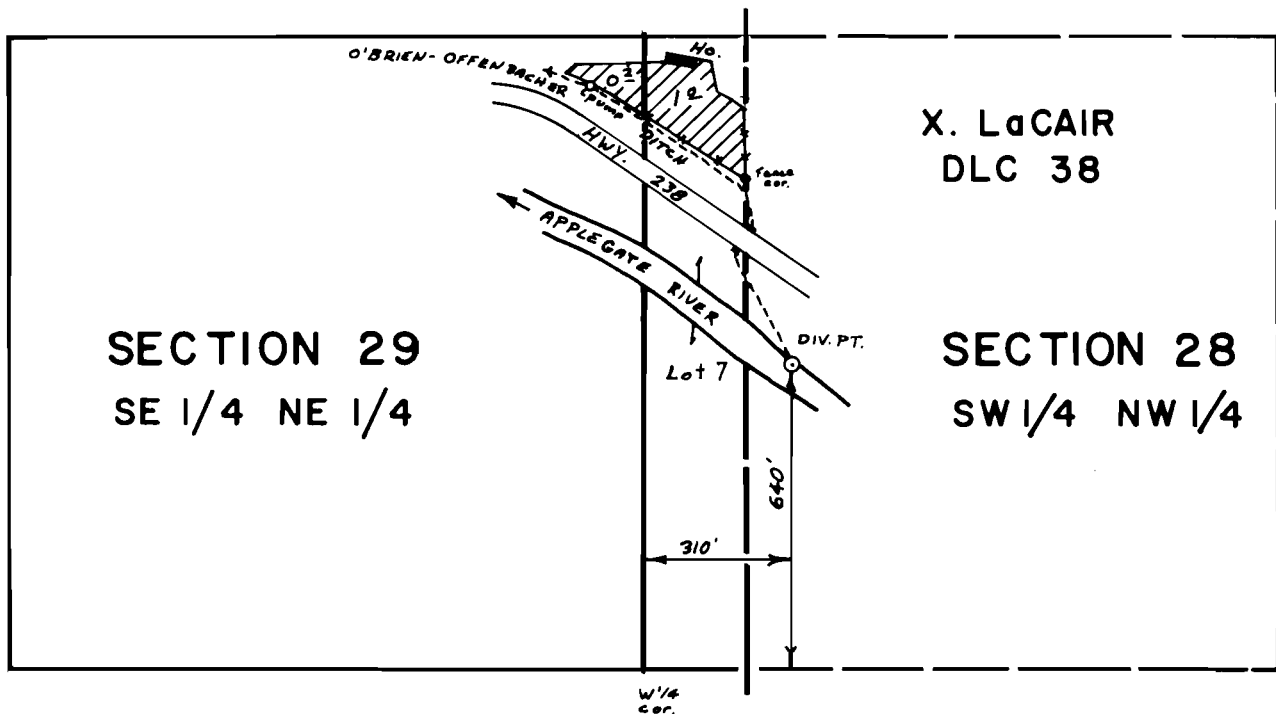 O'BRIEN-OFFENBACHER DITCH
HO.
0.3
1.2
PUMP
X. LaCAIR
DLC 38
HWY. 238
Fence
cor.
APPLEGATE RIVER
DIV. PT.
SECTION 29
SE 1/4 NE 1/4
Lot 7
SECTION 28
SW 1/4 NW 1/4
640'
310'
W 1/4
cor.